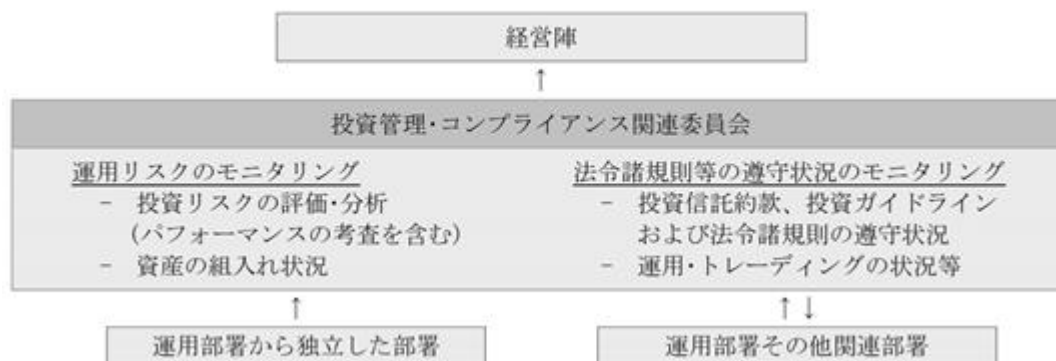 経営陣
↑
投資管理・コンプライアンス関連委員会
運用リスクのモニタリング
− 投資リスクの評価・分析
(パフォーマンスの考査を含む)
− 資産の組入れ状況
法令諸規則等の遵守状況のモニタリング
− 投資信託約款、投資ガイドライン
および法令諸規則の遵守状況
− 運用・トレーディングの状況等
↑
↑↓
運用部署から独立した部署
運用部署その他関連部署